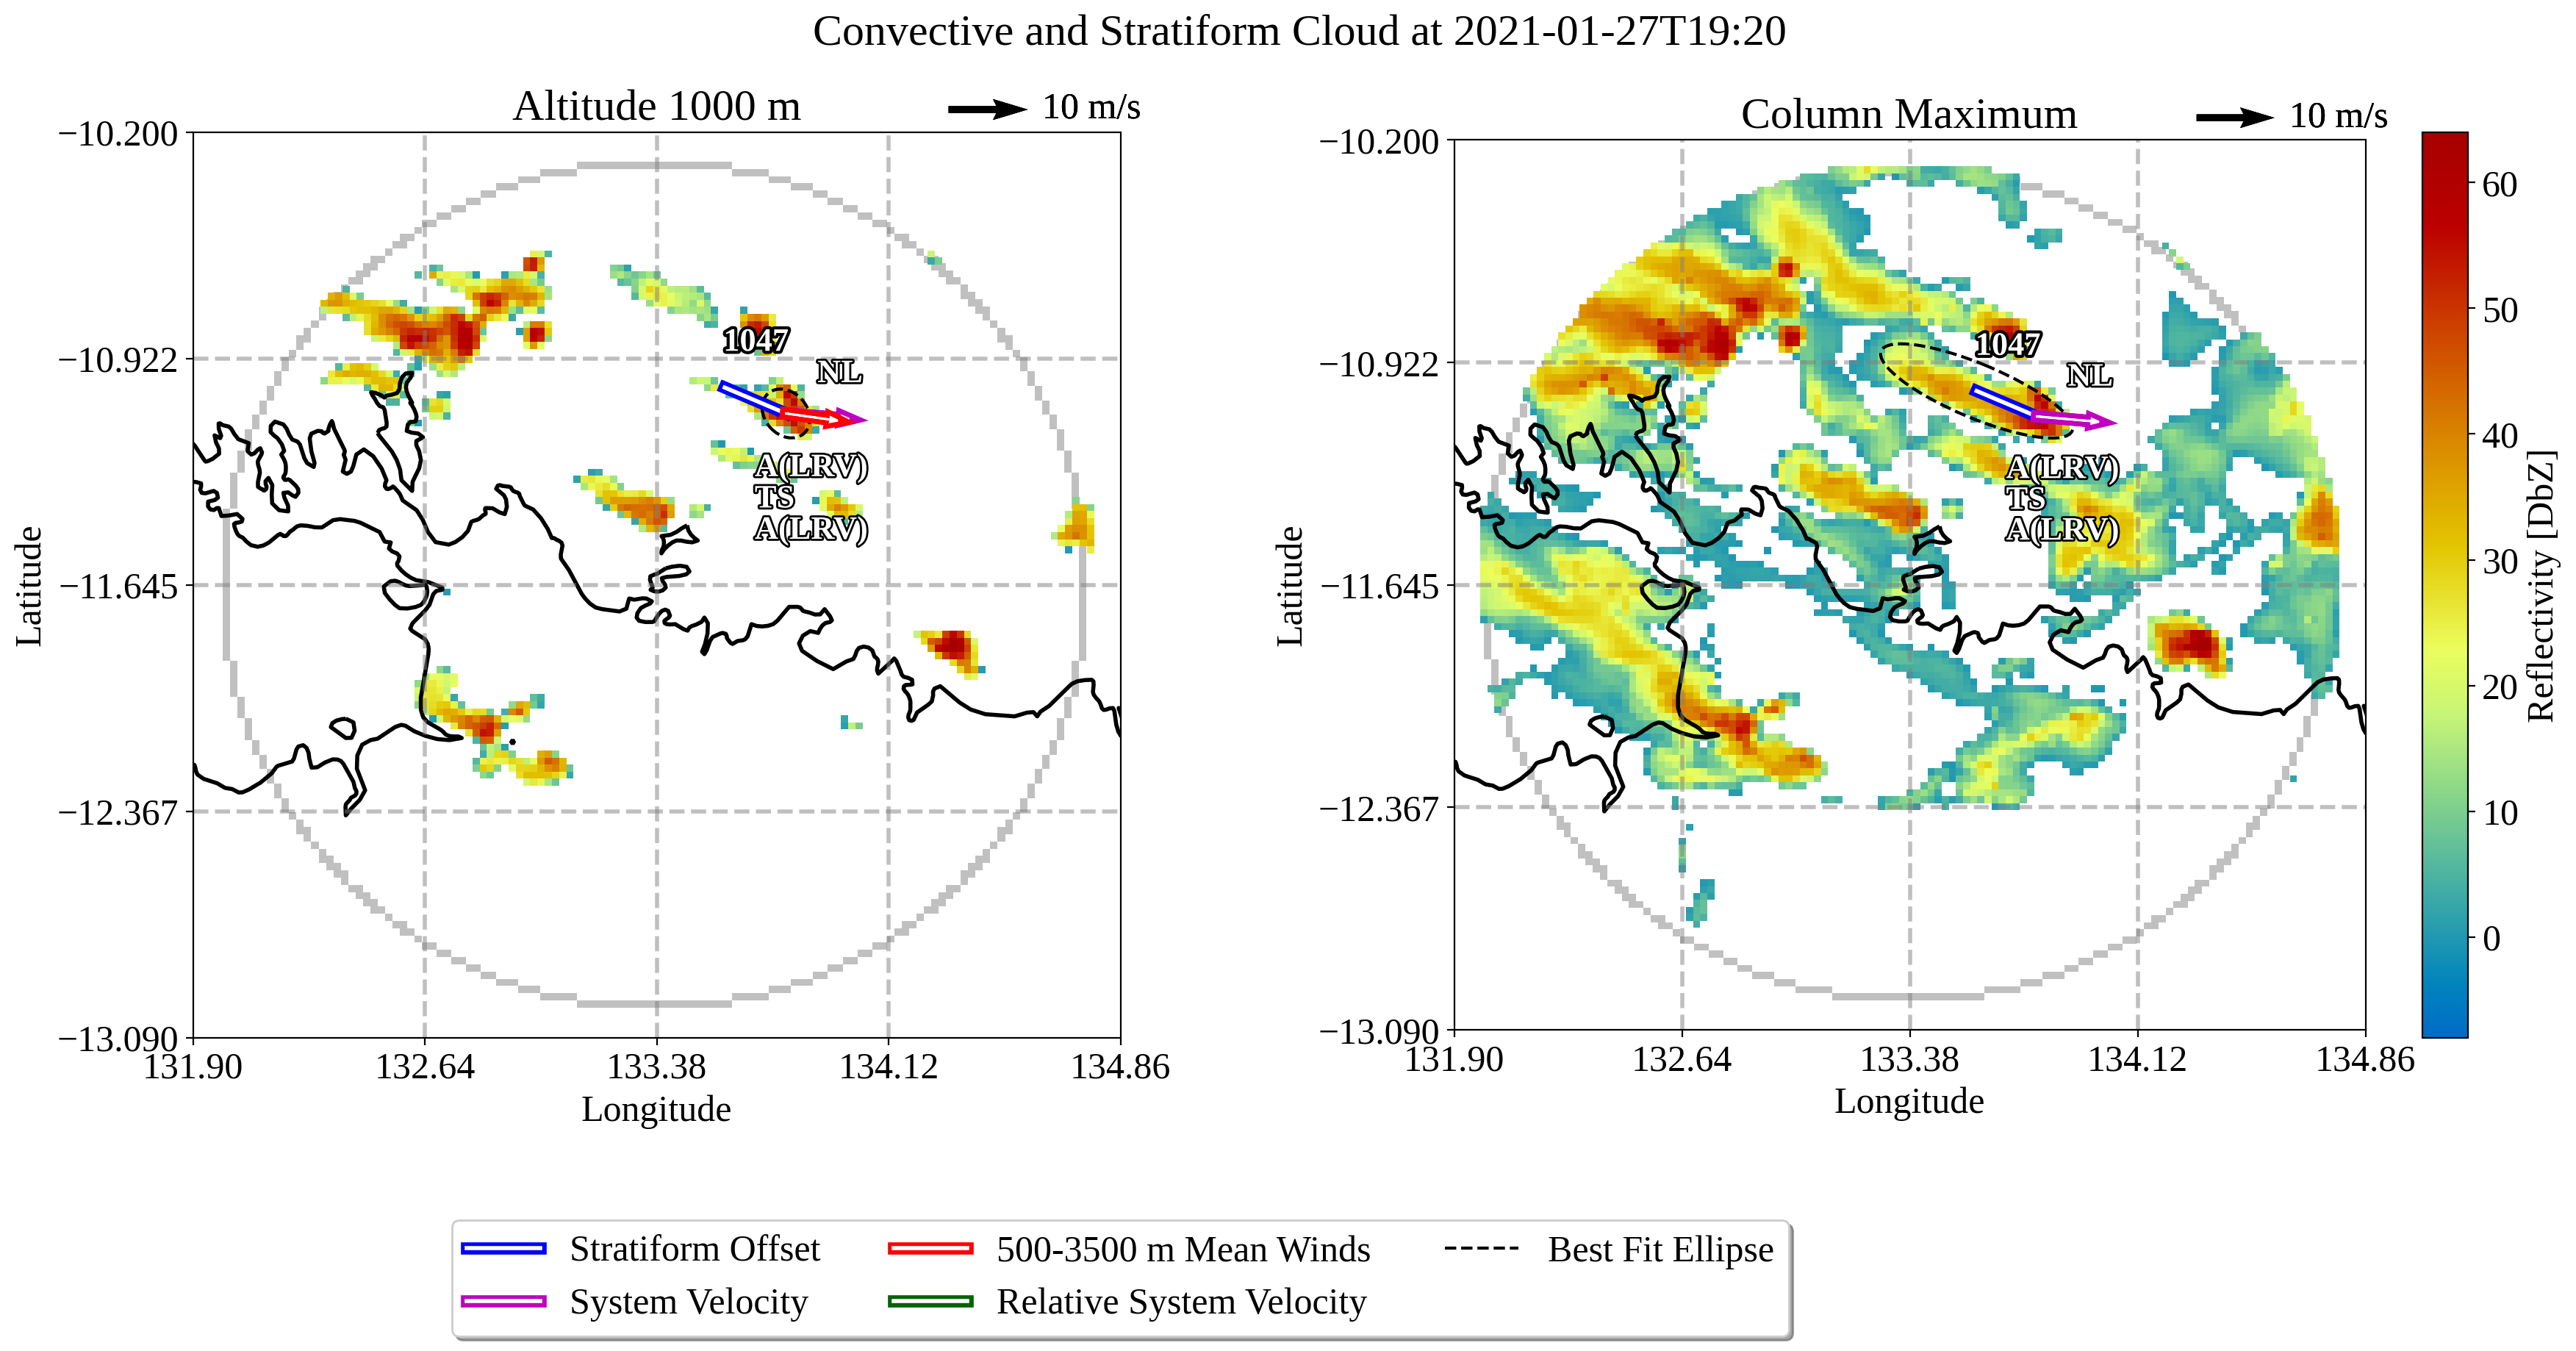 Convective and Stratiform Cloud at 2021-01-27T19:20
Altitude 1000 m
10 m/s
−10.200
−10.922
−11.645
−12.367
−13.090
131.90
132.64
133.38
134.12
134.86
Latitude
Longitude
1047
NL
A(LRV)
TS
A(LRV)
Column Maximum
10 m/s
−10.200
−10.922
−11.645
−12.367
−13.090
131.90
132.64
133.38
134.12
134.86
Latitude
Longitude
1047
NL
A(LRV)
TS
A(LRV)
60
50
40
30
20
10
0
Reflectivity [DbZ]
Stratiform Offset
System Velocity
500-3500 m Mean Winds
Relative System Velocity
Best Fit Ellipse